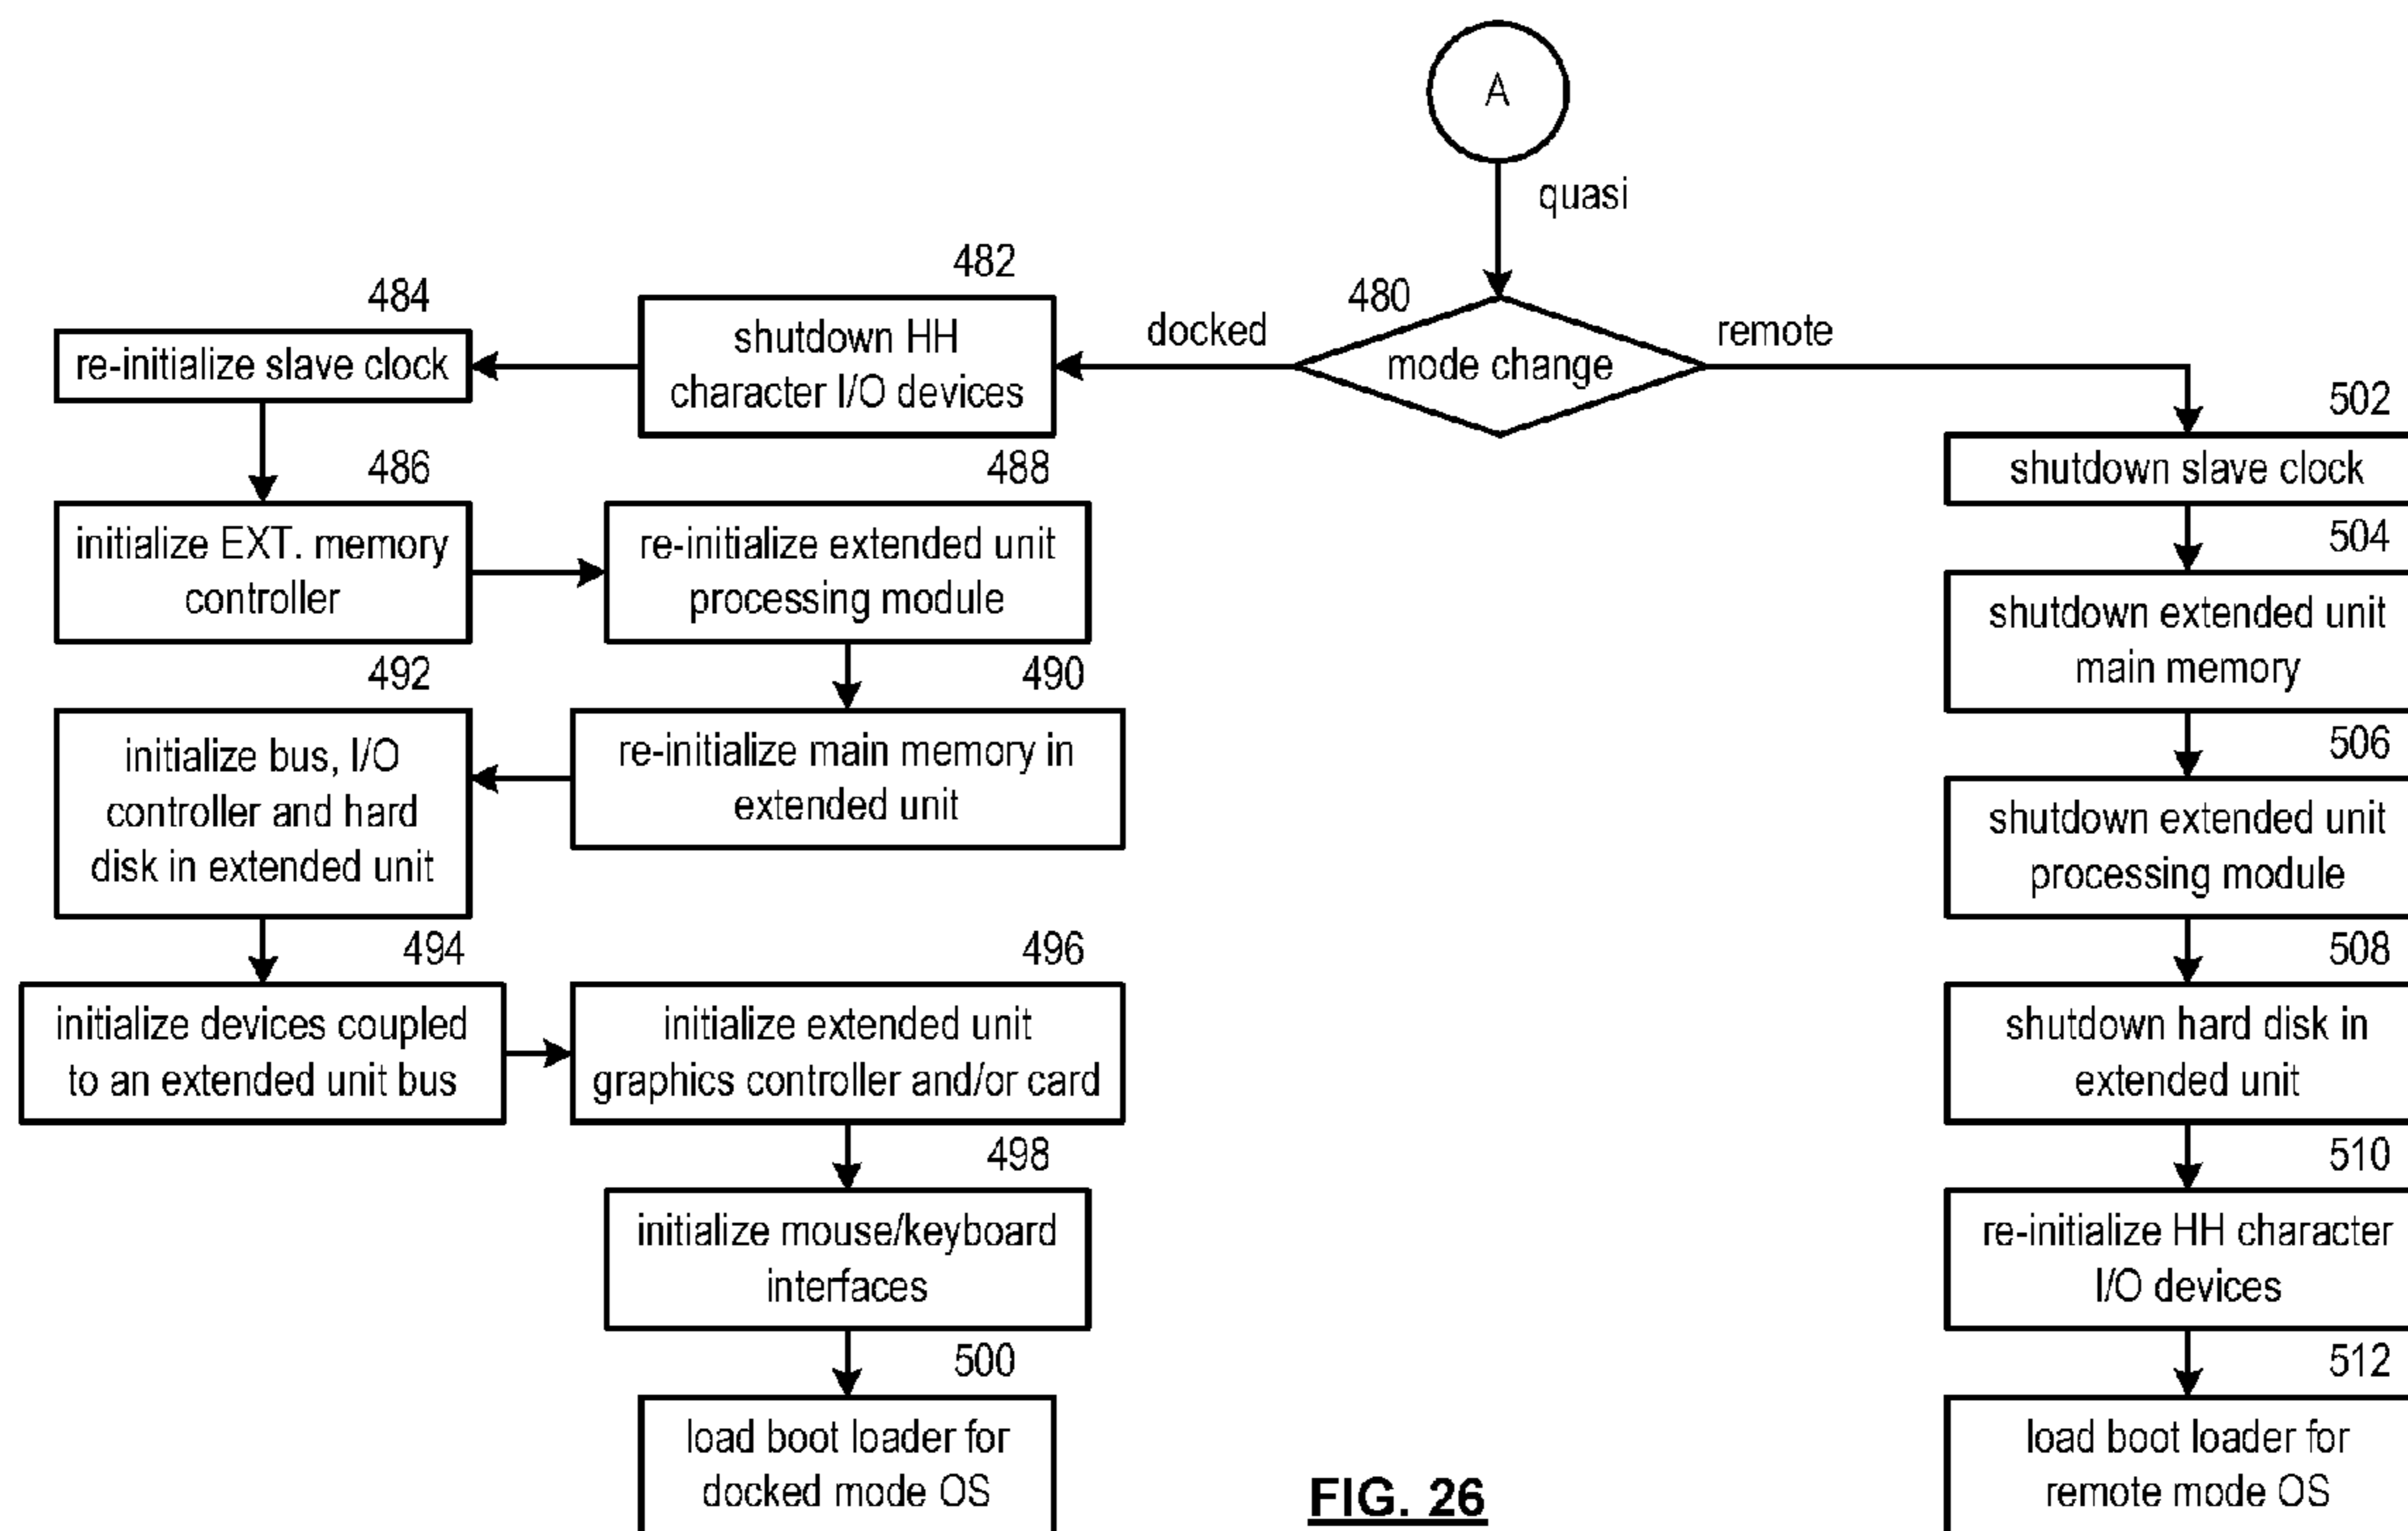 A
quasi
480
mode change
docked
remote
482
shutdown HH
character I/O devices
484
re-initialize slave clock
486
initialize EXT. memory
controller
488
re-initialize extended unit
processing module
490
re-initialize main memory in
extended unit
492
initialize bus, I/O
controller and hard
disk in extended unit
494
initialize devices coupled
to an extended unit bus
496
initialize extended unit
graphics controller and/or card
498
initialize mouse/keyboard
interfaces
500
load boot loader for
docked mode OS
502
shutdown slave clock
504
shutdown extended unit
main memory
506
shutdown extended unit
processing module
508
shutdown hard disk in
extended unit
510
re-initialize HH character
I/O devices
512
load boot loader for
remote mode OS
FIG. 26